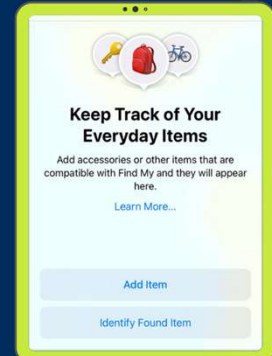 Keep Track of Your
Everyday Items
Add accessories or other items that are
compatible with Find My and they will appear
here.
Learn More...
Add Item
Identify Found Item